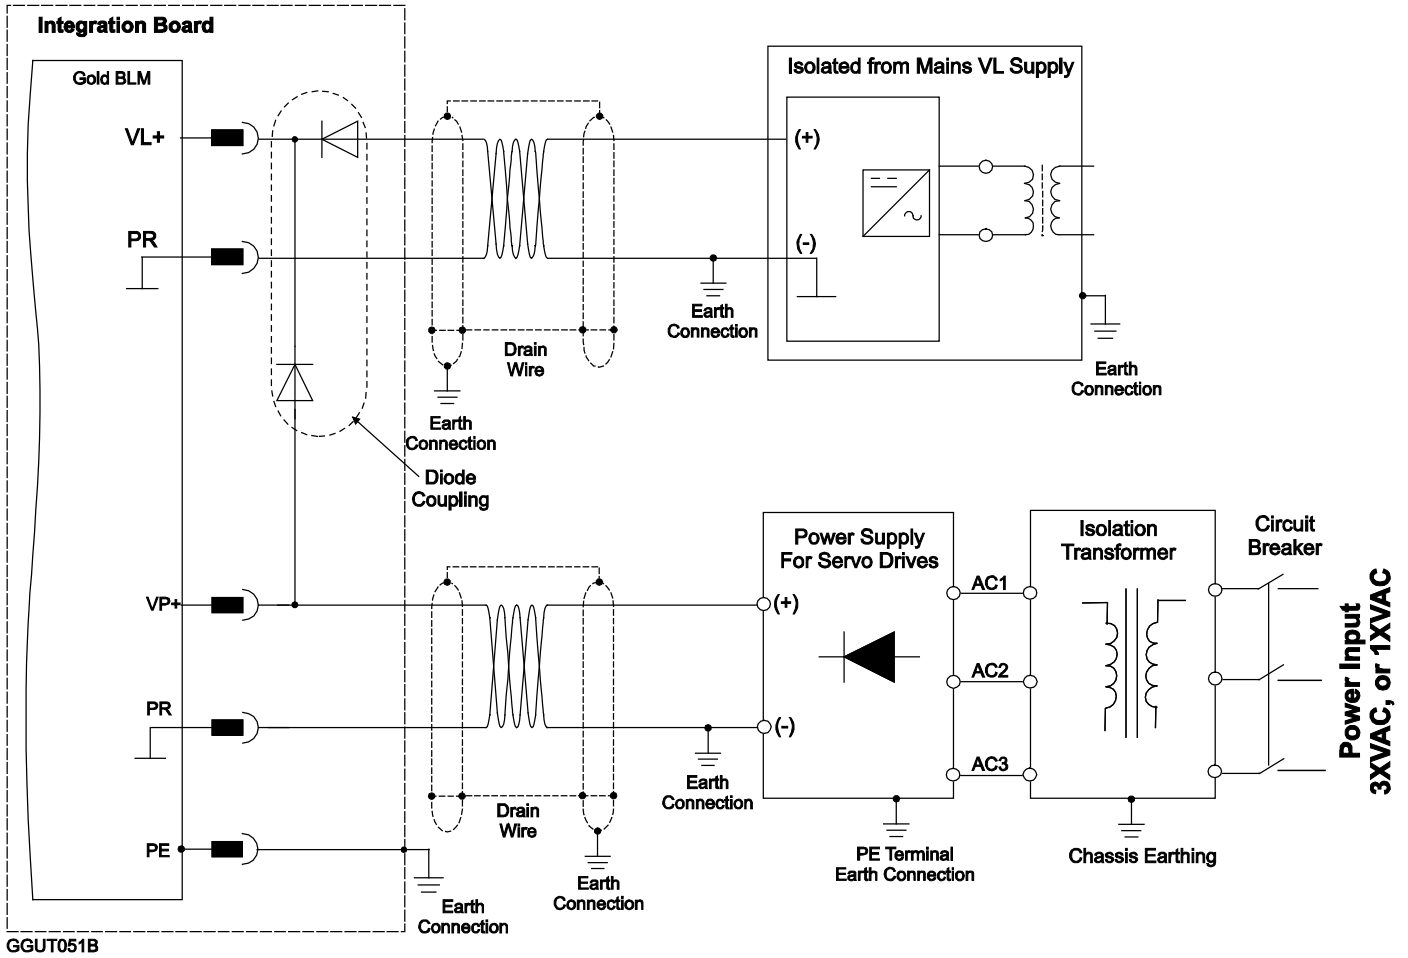 Integration Board
Gold BLM
VL+
PR
Isolated from Mains VL Supply
(+)
(-)
Earth
Connection
Earth
Connection
Drain
Wire
Earth
Connection
Diode
Coupling
VP+
PR
PE
Power Supply
For Servo Drives
(+)
(-)
AC1
AC2
AC3
Isolation
Transformer
Circuit
Breaker
Power Input
3XVAC, or 1XVAC
Earth
Connection
Drain
Wire
PE Terminal
Earth Connection
Chassis Earthing
Earth
Connection
Earth
Connection
GGUT051B